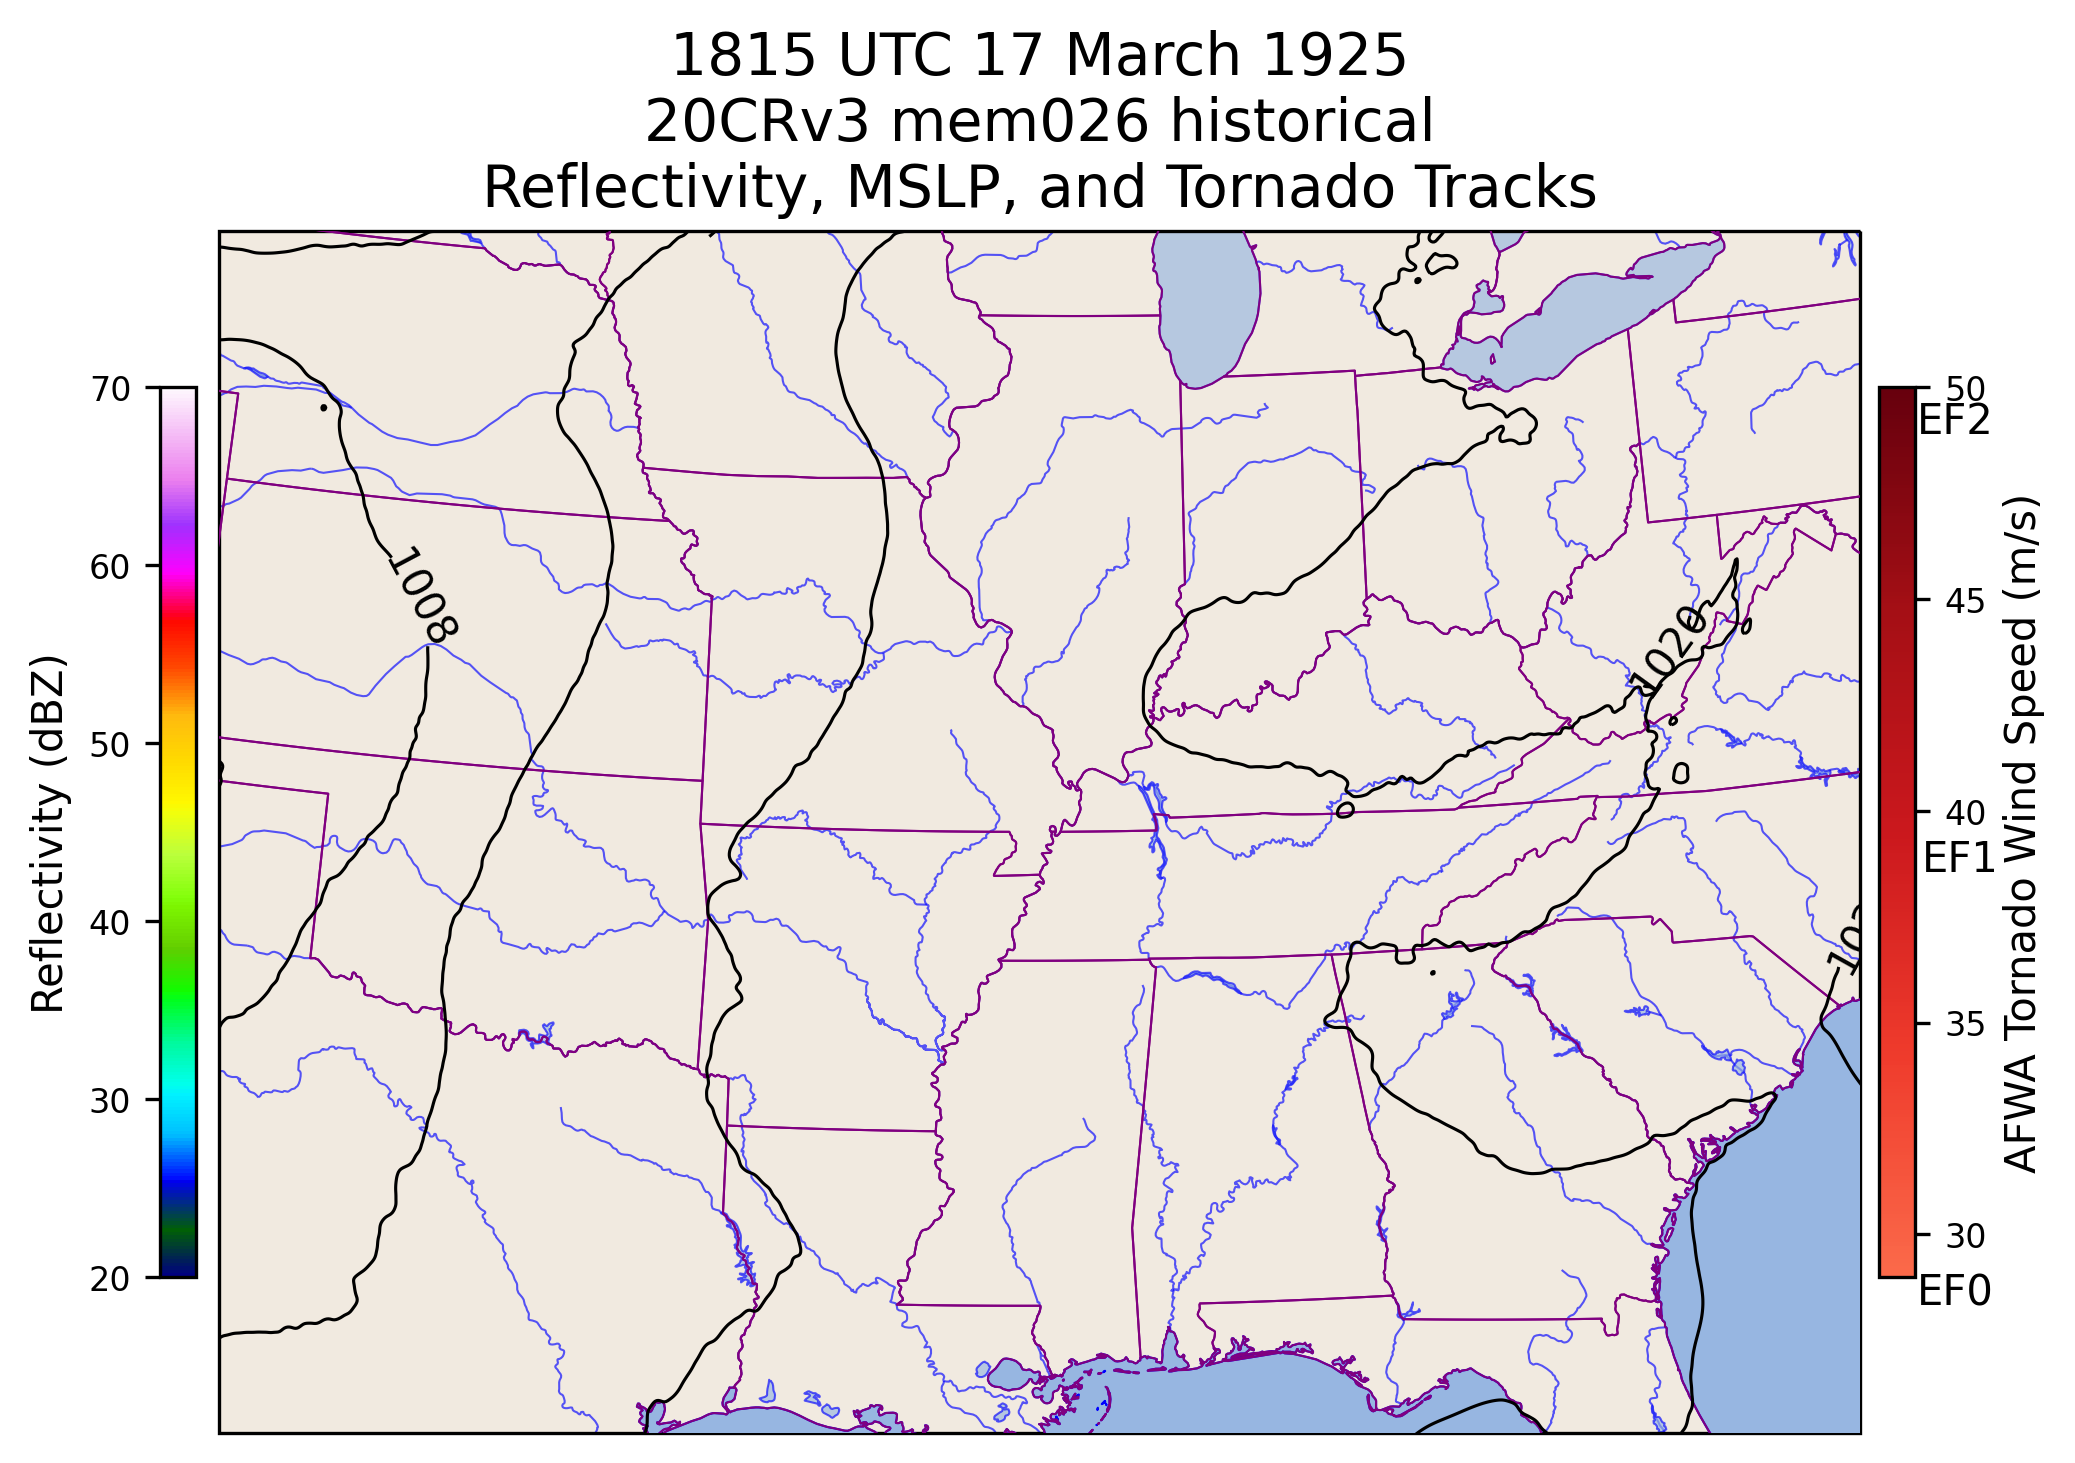 1815 UTC 17 March 1925
20CRv3 mem026 historical
Reflectivity, MSLP, and Tornado Tracks
70
60
50
40
30
20
Reflectivity (dBZ)
1008
1020
50
EF2
45
40
EF1
35
30
EF0
AFWA Tornado Wind Speed (m/s)